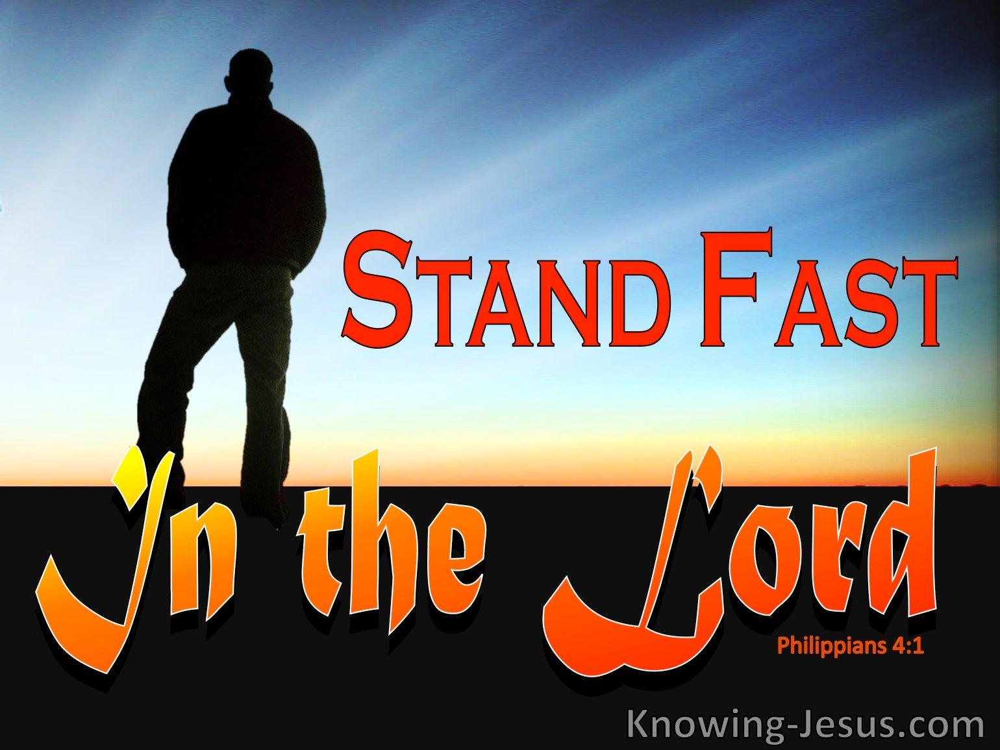 Stand Fast
In the Lord
Philippians 4:1
Knowing-Jesus.com